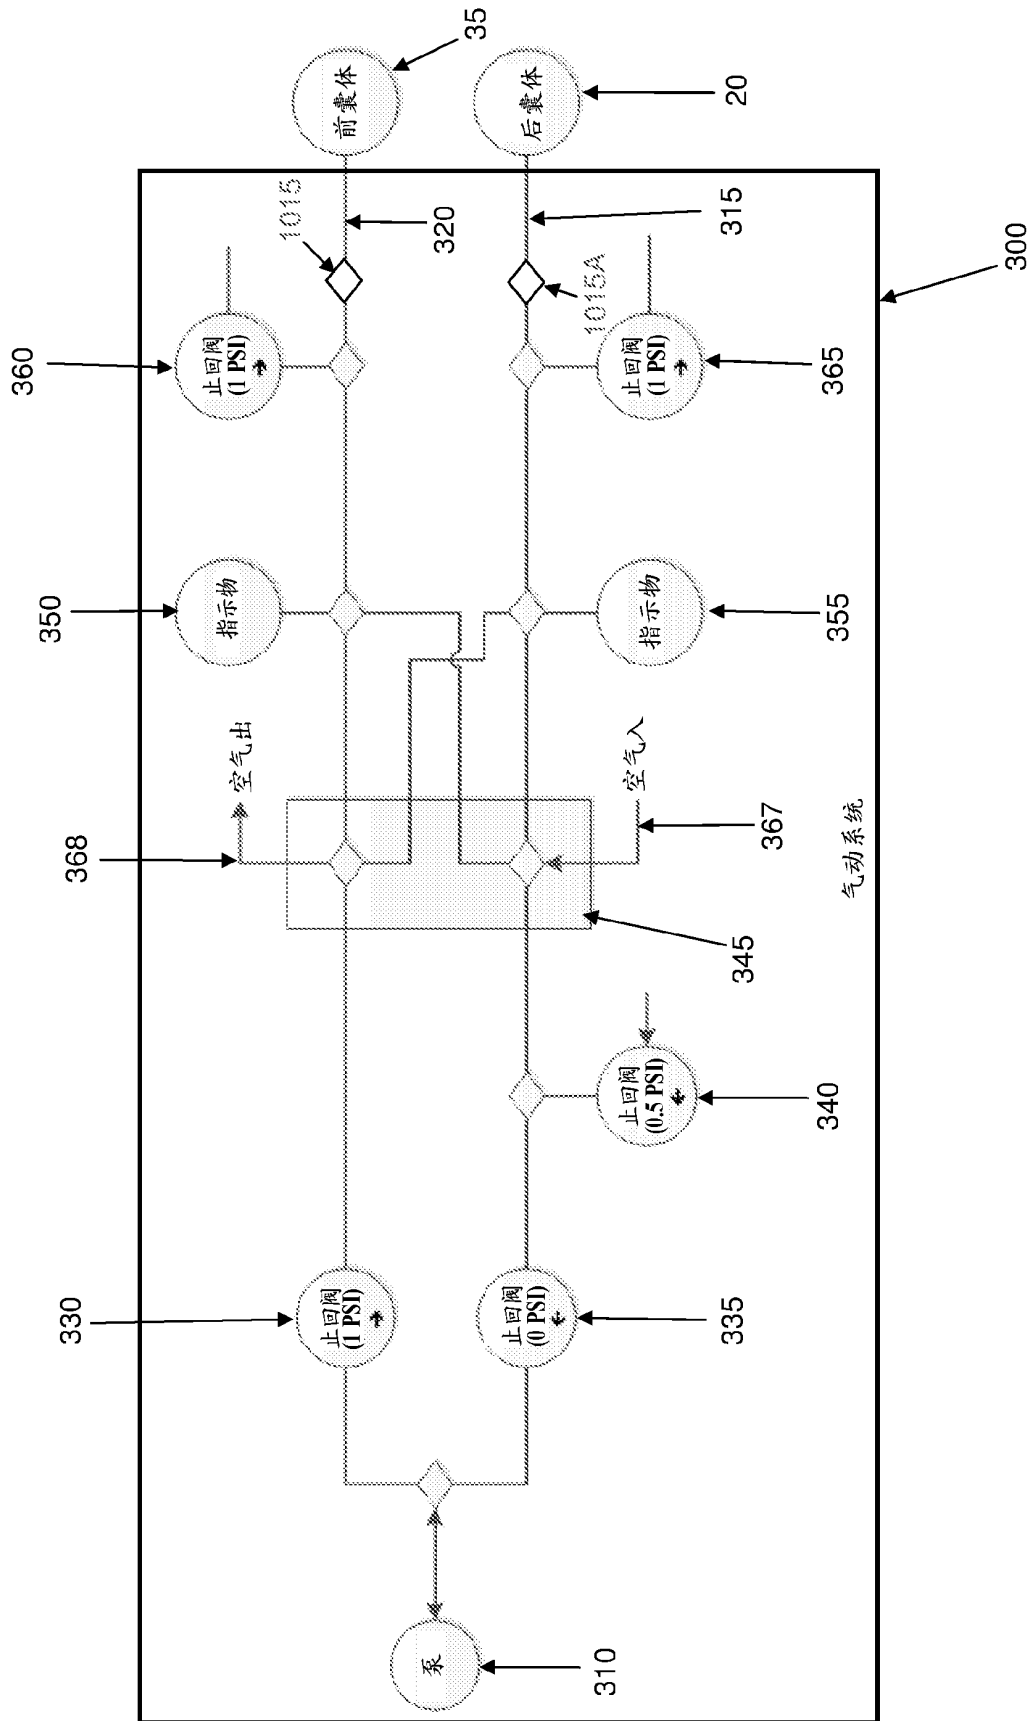 35
前囊体
20
后囊体
1015
320
1015A
315
300
360
止回阀
(1 PSI)
止回阀
(1 PSI)
365
350
指示物
指示物
355
空气出
368
空气入
367
345
气动系统
止回阀
(0.5 PSI)
340
330
止回阀
(1 PSI)
止回阀
(0 PSI)
335
泵
310